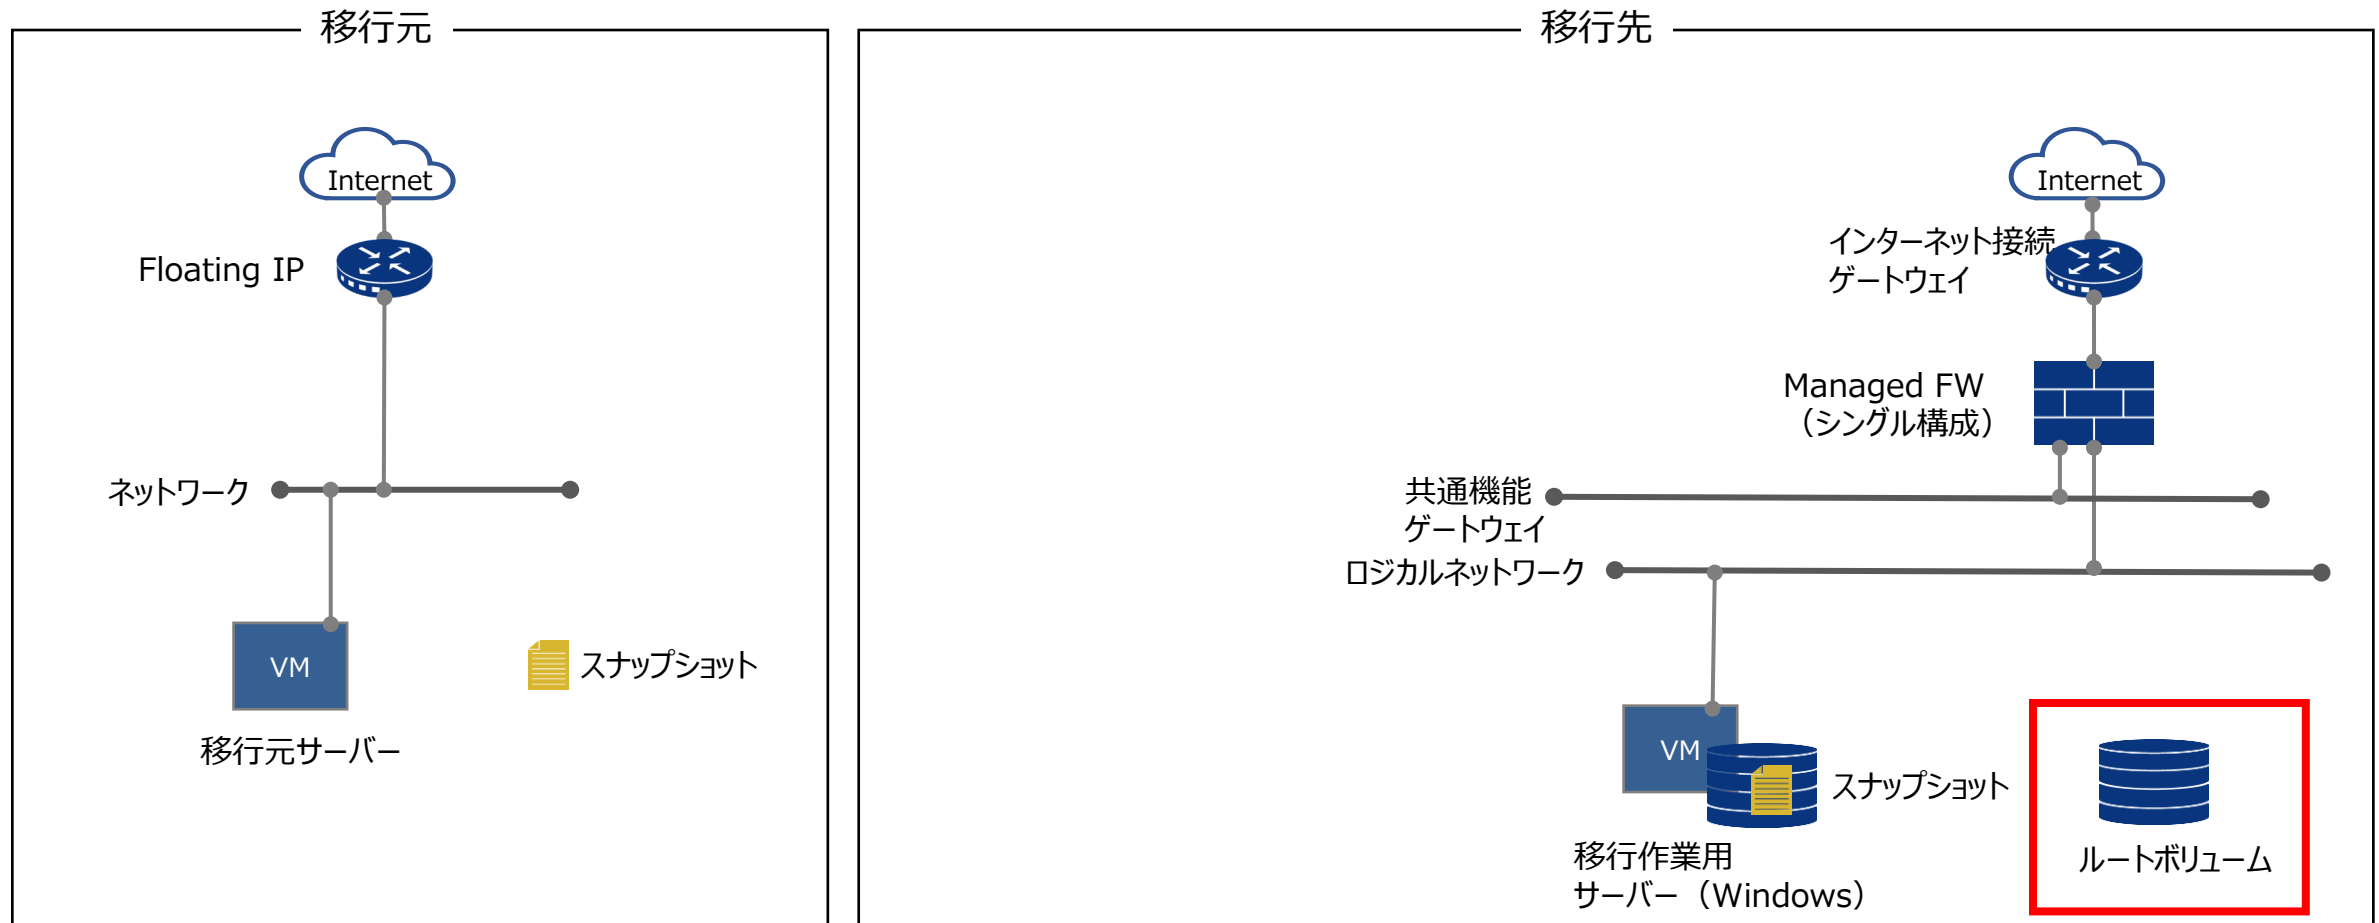 移行元
移行先
Internet
Floating IP
ネットワーク
VM
スナップショット
移行元サーバー
Internet
インターネット接続
ゲートウェイ
Managed FW
（シングル構成）
共通機能
ゲートウェイ
ロジカルネットワーク
VM
スナップショット
移行作業用
サーバー（Windows）
ルートボリューム